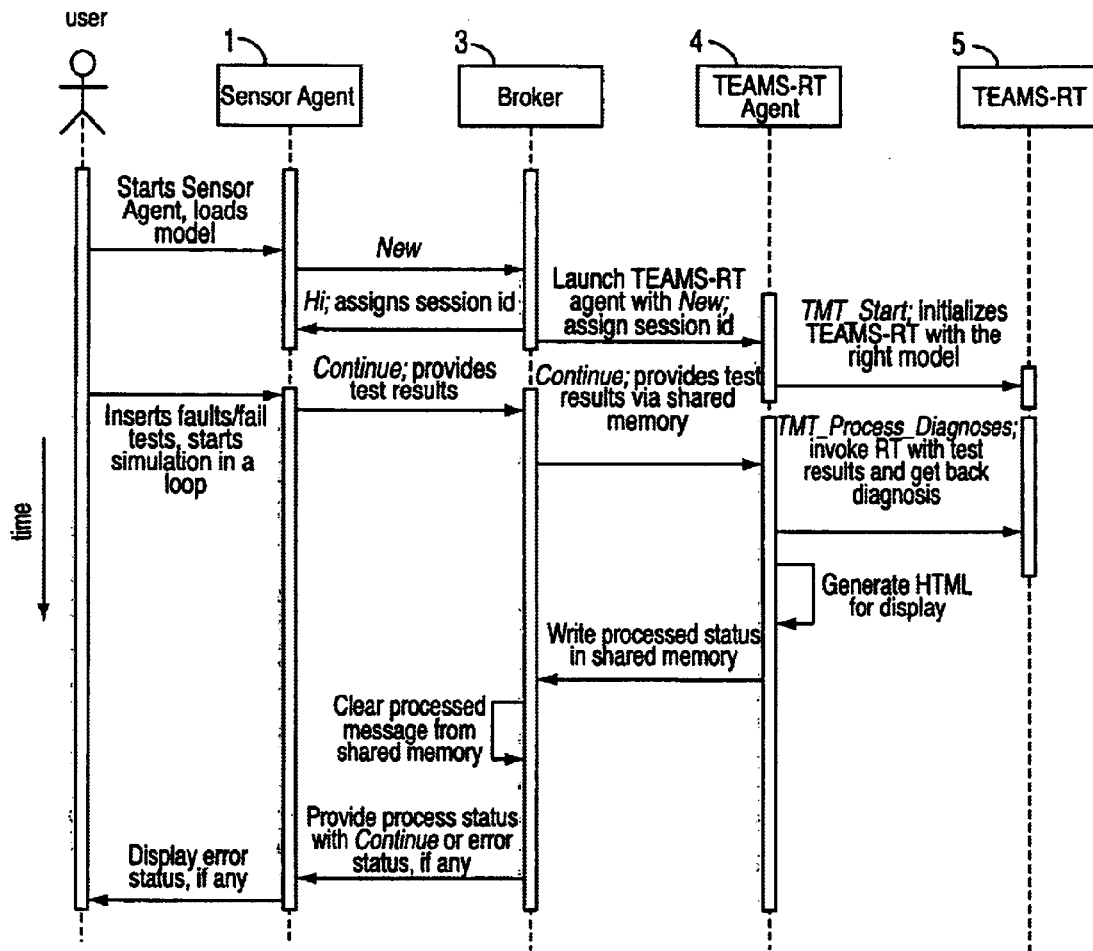 user
1
3
4
5
Sensor Agent
Broker
TEAMS-RT
Agent
TEAMS-RT
Starts Sensor
Agent, loads
model
New
Hi; assigns session id
Launch TEAMS-RT
agent with New;
assign session id
TMT_Start; initializes
TEAMS-RT with the
right model
Continue; provides
test results
Continue; provides test
results via shared
memory
Inserts faults/fail
tests, starts
simulation in a
loop
TMT_Process_Diagnoses;
invoke RT with test
results and get back
diagnosis
time
Generate HTML
for display
Write processed status
in shared memory
Clear processed
message from
shared memory
Provide process status
with Continue or error
status, if any
Display error
status, if any